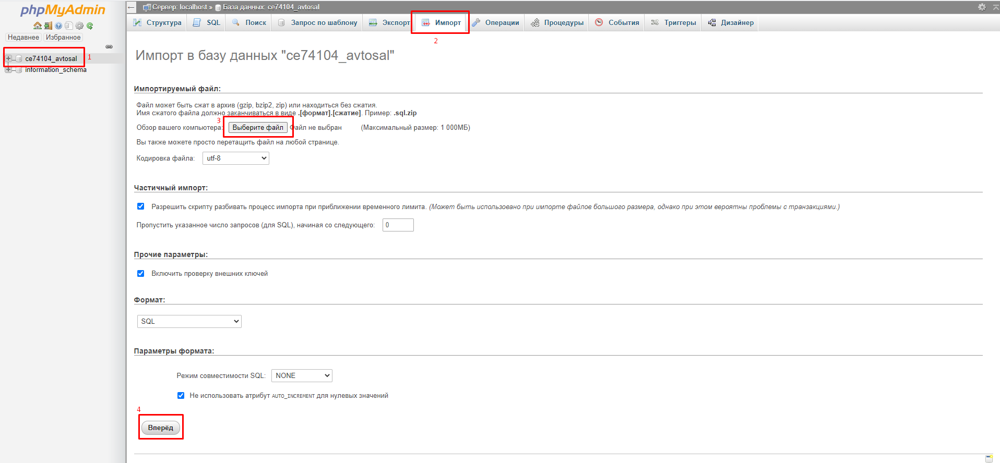 phpMyAdmin
Недавнее Избранное
ce74104_avtosal 1
information_schema
Сервер: localhost » База данных: ce74104_avtosal
Структура SQL Поиск Запрос по шаблону Экспорт Импорт Операции Процедуры События Триггеры Дизайнер
2
Импорт в базу данных "ce74104_avtosal"
Импортируемый файл:
Файл может быть сжат в архив (gzip, bzip2, zip) или находиться без сжатия.
Имя сжатого файла должно заканчиваться в виде .[формат].[сжатие]. Пример: .sql.zip
3
Обзор вашего компьютера: Выберите файл Файл не выбран (Максимальный размер: 1 000МБ)
Вы также можете просто перетащить файл на любой странице.
Кодировка файла: utf-8
Частичный импорт:
Разрешить скрипту разбивать процесс импорта при приближении временного лимита. (Может быть использовано при импорте файлов большого размера, однако при этом вероятны проблемы с транзакциями.)
Пропустить указанное число запросов (для SQL), начиная со следующего: 0
Прочие параметры:
Включить проверку внешних ключей
Формат:
SQL
Параметры формата:
Режим совместимости SQL: NONE
Не использовать атрибут AUTO_INCREMENT для нулевых значений
4
Вперёд